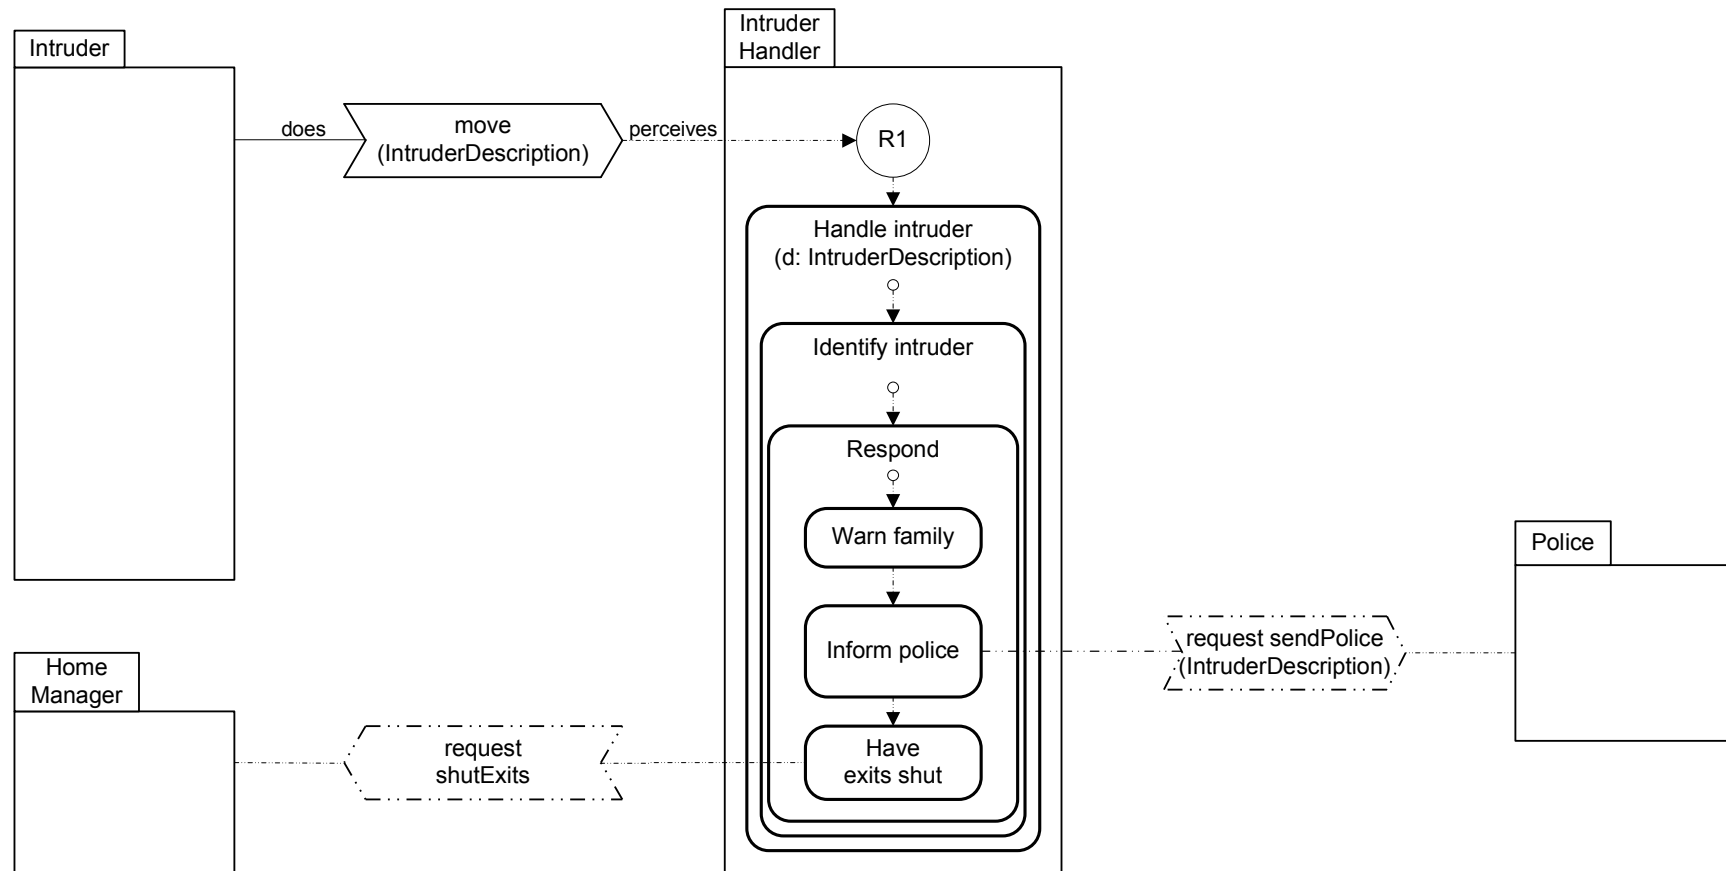 Intruder
Intruder
Handler
does
move
(IntruderDescription)
perceives
R1
Handle intruder
(d: IntruderDescription)
Identify intruder
Respond
Warn family
Police
Inform police
request sendPolice
(IntruderDescription)
Home
Manager
request
shutExits
Have
exits shut